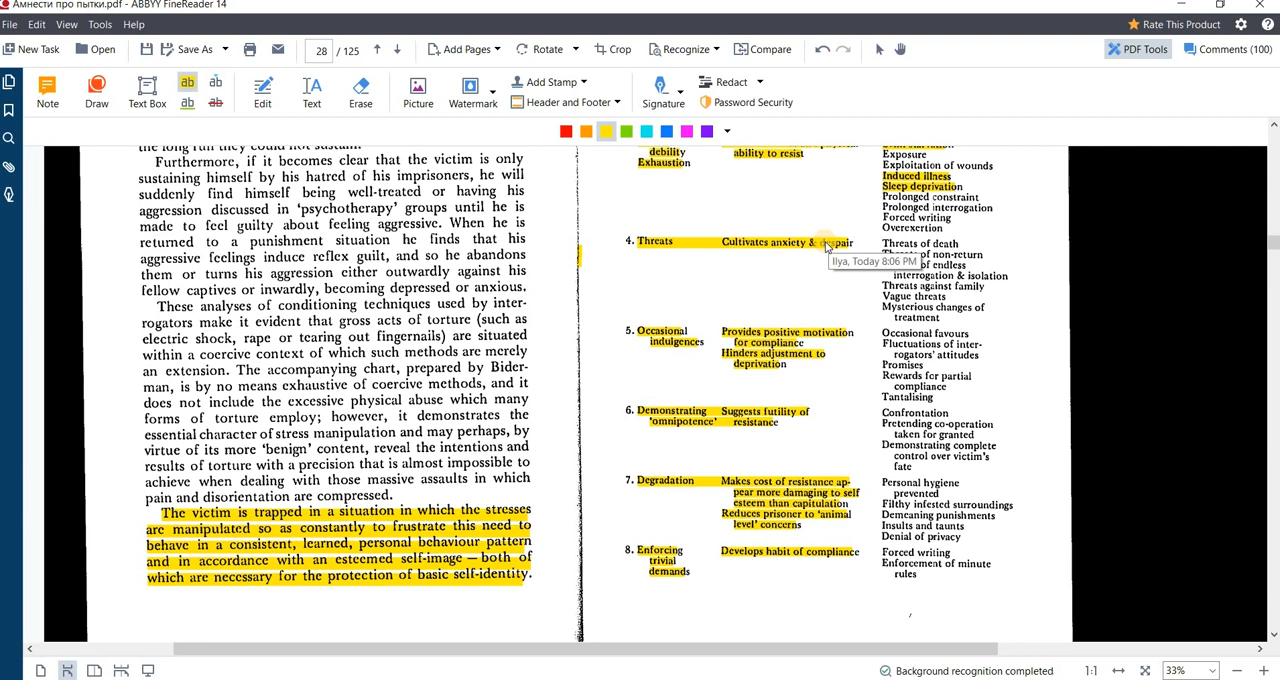 Амнести про пытки.pdf - ABBYY FineReader 14
File Edit View Tools Help
Rate This Product
New Task Open Save As 28 / 125 Add Pages Rotate Crop Recognize Compare PDF Tools Comments (100)
Note Draw Text Box Edit Text Erase Picture Watermark Add Stamp Header and Footer Signature Redact Password Security
the long run they could not sustain.
Furthermore, if it becomes clear that the victim is only
sustaining himself by his hatred of his imprisoners, he will
suddenly find himself being well-treated or having his
aggression discussed in 'psychotherapy' groups until he is
made to feel guilty about feeling aggressive. When he is
returned to a punishment situation he finds that his
aggressive feelings induce reflex guilt, and so he abandons
them or turns his aggression either outwardly against his
fellow captives or inwardly, becoming depressed or anxious.
These analyses of conditioning techniques used by inter-
rogators make it evident that gross acts of torture (such as
electric shock, rape or tearing out fingernails) are situated
within a coercive context of which such methods are merely
an extension. The accompanying chart, prepared by Bider-
man, is by no means exhaustive of coercive methods, and it
does not include the excessive physical abuse which many
forms of torture employ; however, it demonstrates the
essential character of stress manipulation and may perhaps, by
virtue of its more 'benign' content, reveal the intentions and
results of torture with a precision that is almost impossible to
achieve when dealing with those massive assaults in which
pain and disorientation are compressed.
The victim is trapped in a situation in which the stresses
are manipulated so as constantly to frustrate this need to
behave in a consistent, learned, personal behaviour pattern
and in accordance with an esteemed self-image — both of
which are necessary for the protection of basic self-identity.
debility
Exhaustion
ability to resist
Exposure
Exploitation of wounds
Induced illness
Sleep deprivation
Prolonged constraint
Prolonged interrogation
Forced writing
Overexertion
4. Threats
Cultivates anxiety & despair
Ilya, Today 8:06 PM
Threats of death
of non-return
of endless
interrogation & isolation
Threats against family
Vague threats
Mysterious changes of
treatment
5. Occasional
indulgences
Provides positive motivation
for compliance
Hinders adjustment to
deprivation
Occasional favours
Fluctuations of inter-
rogators' attitudes
Promises
Rewards for partial
compliance
Tantalising
6. Demonstrating
'omnipotence'
Suggests futility of
resistance
Confrontation
Pretending co-operation
taken for granted
Demonstrating complete
control over victim's
fate
7. Degradation
Makes cost of resistance ap-
pear more damaging to self
esteem than capitulation
Reduces prisoner to 'animal
level' concerns
Personal hygiene
prevented
Filthy infested surroundings
Demeaning punishments
Insults and taunts
Denial of privacy
8. Enforcing
trivial
demands
Develops habit of compliance
Forced writing
Enforcement of minute
rules
Background recognition completed 1:1 33%